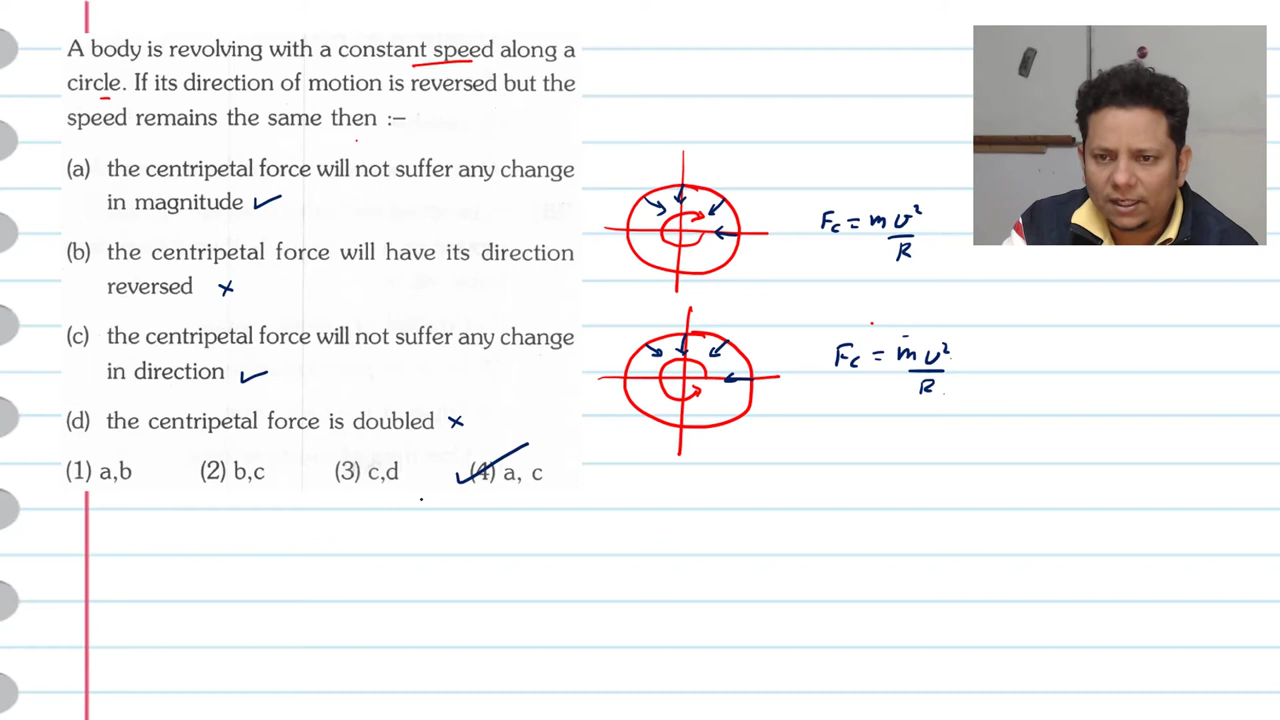 A body is revolving with a constant speed along a
circle. If its direction of motion is reversed but the
speed remains the same then :–
(a) the centripetal force will not suffer any change
in magnitude ✓
(b) the centripetal force will have its direction
reversed ×
(c) the centripetal force will not suffer any change
in direction ✓
(d) the centripetal force is doubled ×
(1) a,b (2) b,c (3) c,d (4) a, c
Fc = mv²/R
Fc = mv²/R